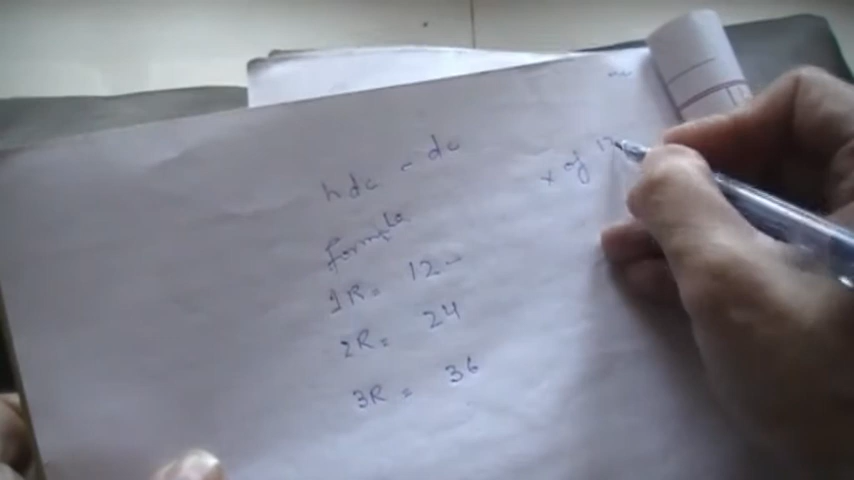 hdc - dc
x of 12
formula
1R = 12 -
2R = 24
3R = 36